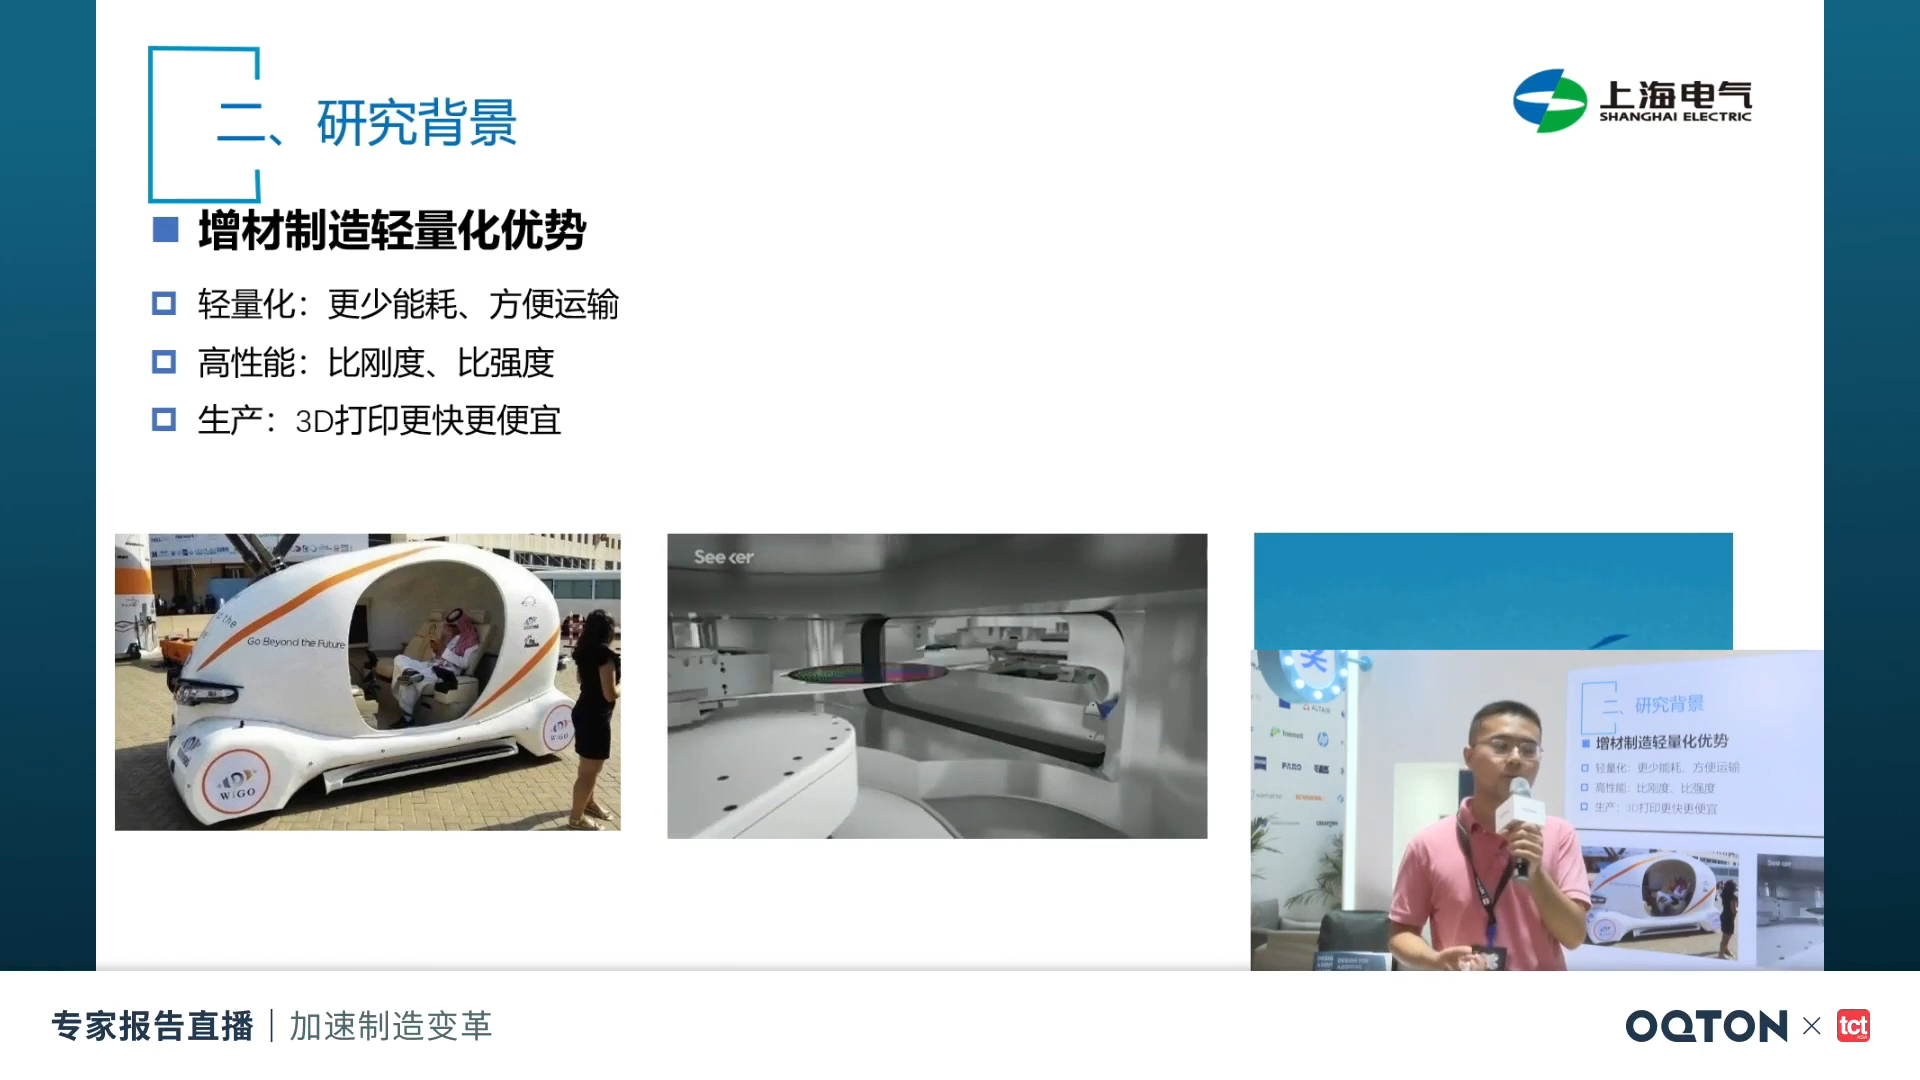 二、研究背景
上海电气
SHANGHAI ELECTRIC
增材制造轻量化优势
轻量化：更少能耗、方便运输
高性能：比刚度、比强度
生产：3D打印更快更便宜
Go Beyond the Future
WiGO
WiGO
See
奖
ALTAIR
hp
FARO
二、研究背景
增材制造轻量化优势
轻量化：更少能耗、方便运输
高性能：比刚度、比强度
生产：3D打印更快更便宜
专家报告直播｜加速制造变革
OQTON × tct